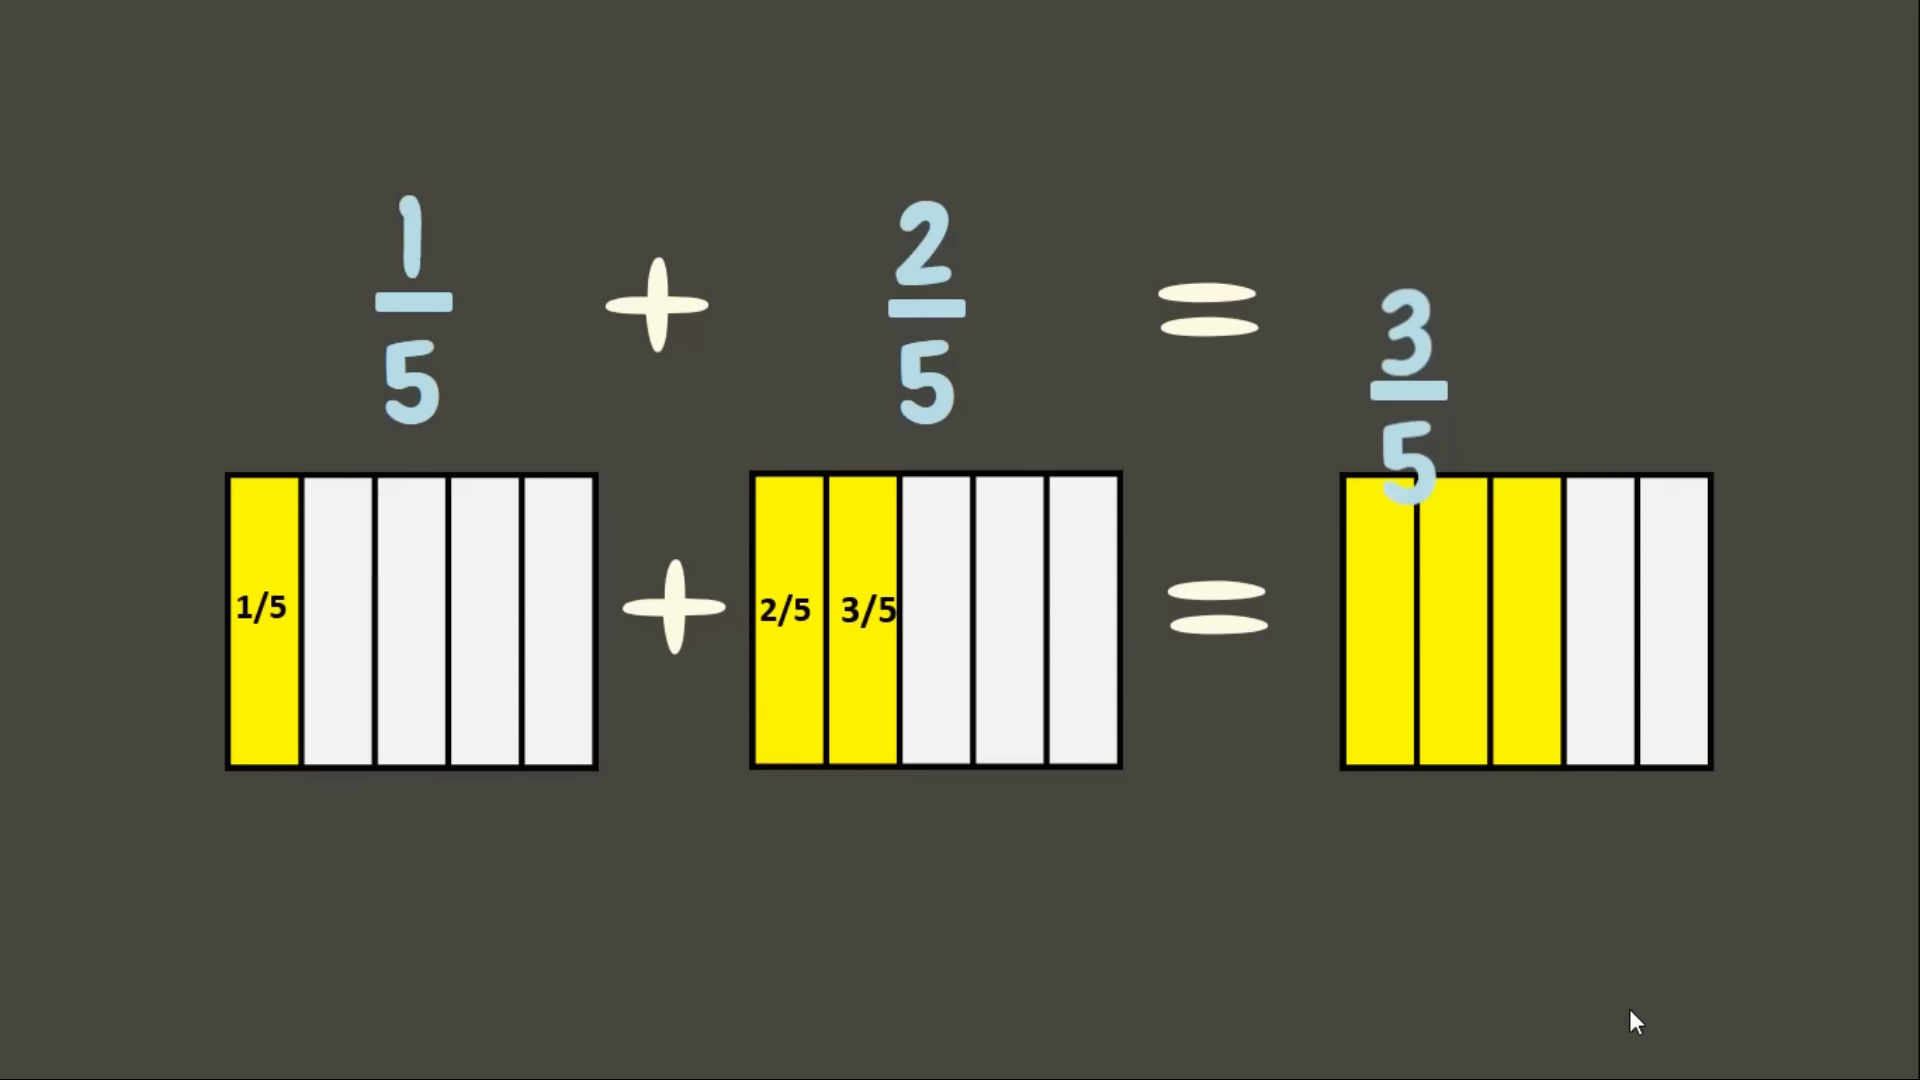 1/5 + 2/5 = 3/5
1/5 + 2/5 3/5 =